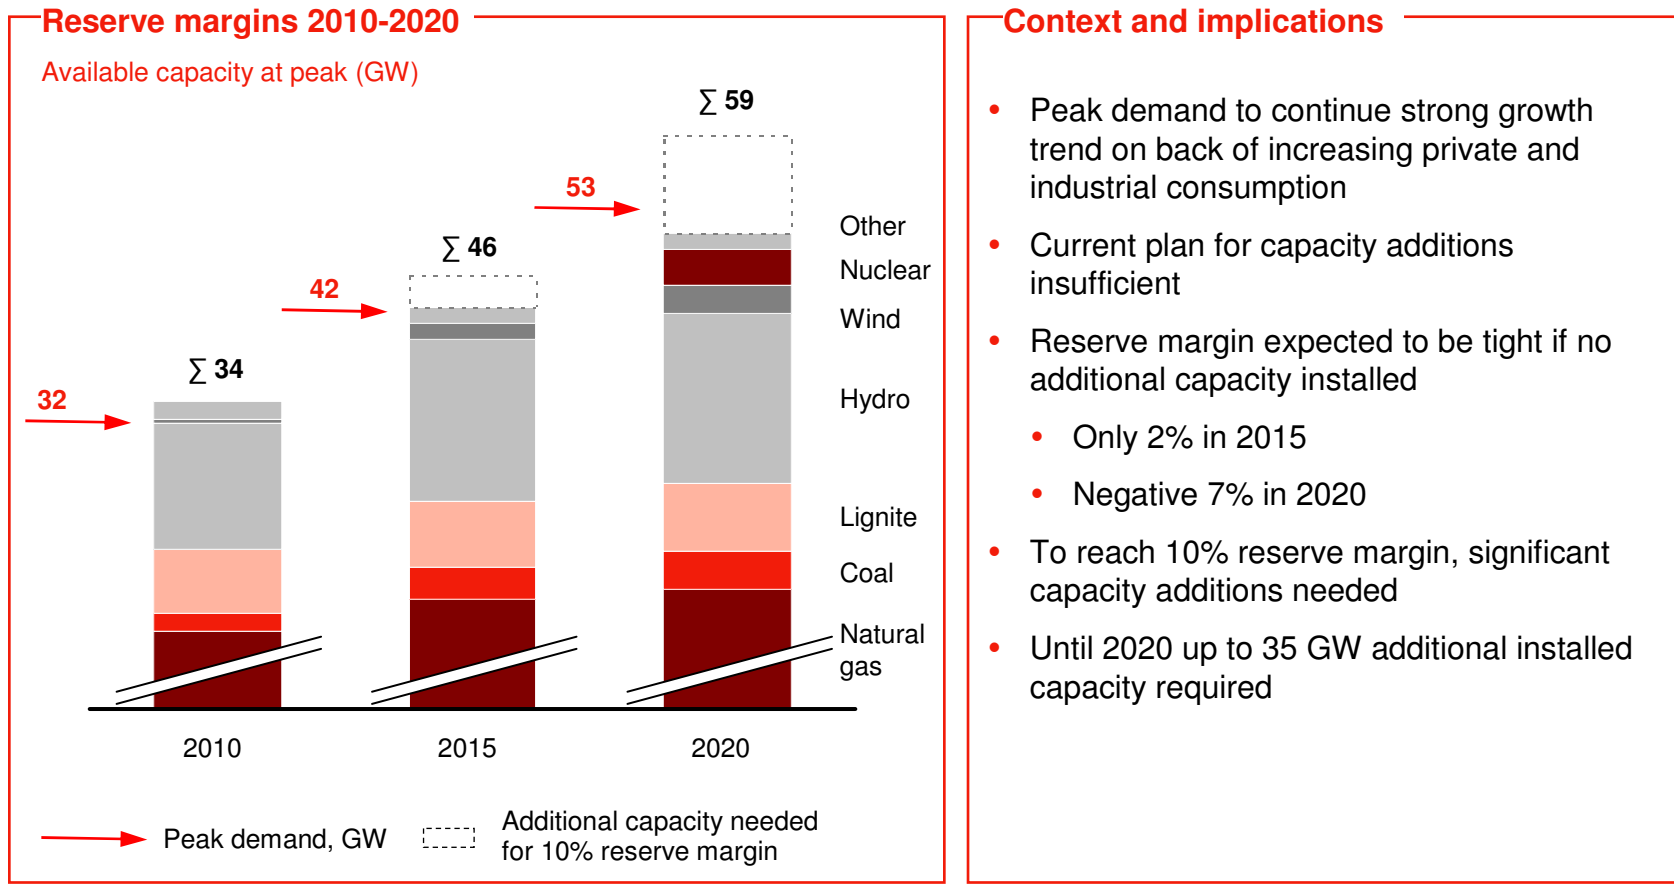 Reserve margins 2010-2020
Available capacity at peak (GW)
∑ 59
53
∑ 46
42
∑ 34
32
Other
Nuclear
Wind
Hydro
Lignite
Coal
Natural
gas
2010
2015
2020
Peak demand, GW
Additional capacity needed
for 10% reserve margin
Context and implications
• Peak demand to continue strong growth
trend on back of increasing private and
industrial consumption
• Current plan for capacity additions
insufficient
• Reserve margin expected to be tight if no
additional capacity installed
• Only 2% in 2015
• Negative 7% in 2020
• To reach 10% reserve margin, significant
capacity additions needed
• Until 2020 up to 35 GW additional installed
capacity required